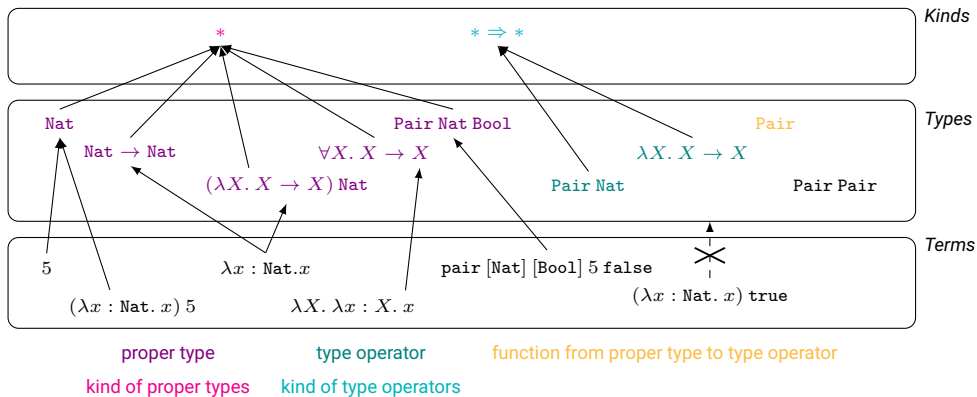 Kinds
* * ⇒ *
Types
Nat Pair Nat Bool Pair
Nat → Nat ∀X. X → X λX. X → X
(λX. X → X) Nat Pair Nat Pair Pair
Terms
5 λx : Nat.x pair [Nat] [Bool] 5 false
(λx : Nat. x) 5 λX. λx : X. x (λx : Nat. x) true
proper type type operator function from proper type to type operator
kind of proper types kind of type operators